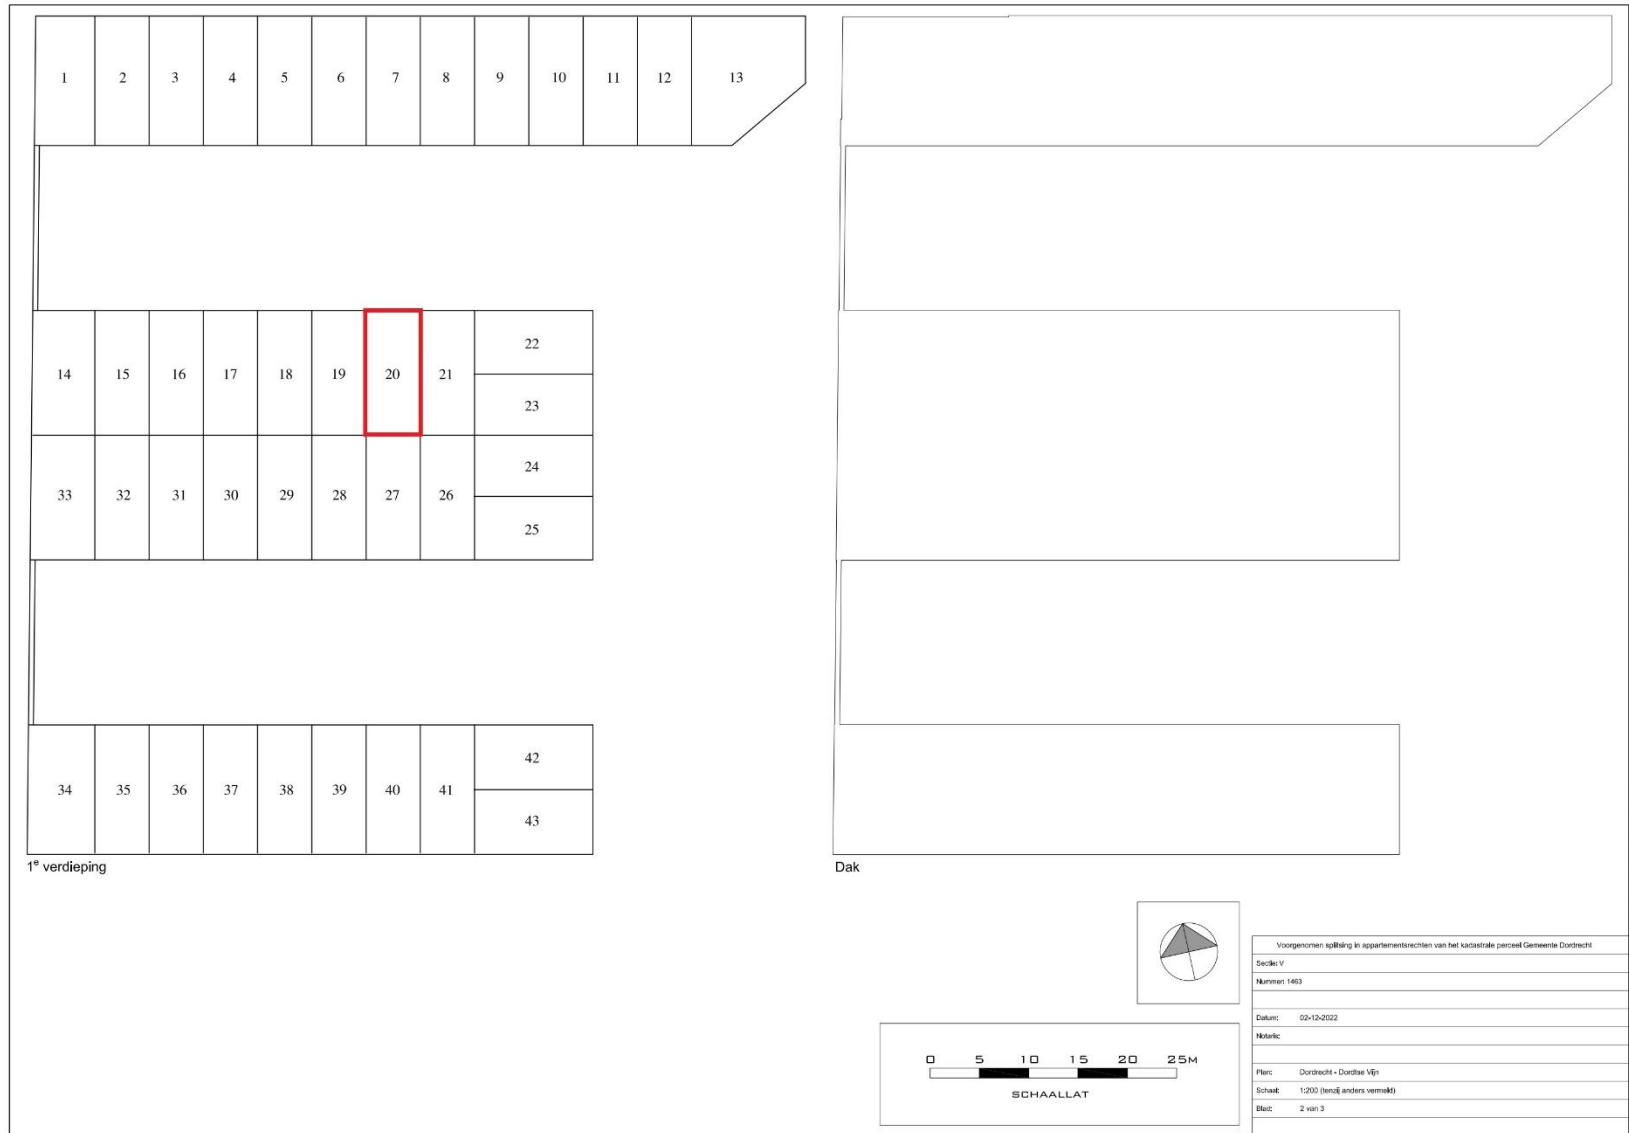 1 2 3 4 5 6 7 8 9 10 11 12 13
22
14 15 16 17 18 19 20 21
23
24
33 32 31 30 29 28 27 26
25
42
34 35 36 37 38 39 40 41
43
1e verdieping
Dak
Voorgenomen splitsing in appartementsrechten van het kadastrale perceel Gemeente Dordrecht
Sectie: V
Nummer: 1463
Datum: 02-12-2022
Notaris:
Plan: Dordrecht - Dordtse Vijn
Schaal: 1:200 (tenzij anders vermeld)
Blad: 2 van 3
0 5 10 15 20 25M
SCHAALLAT